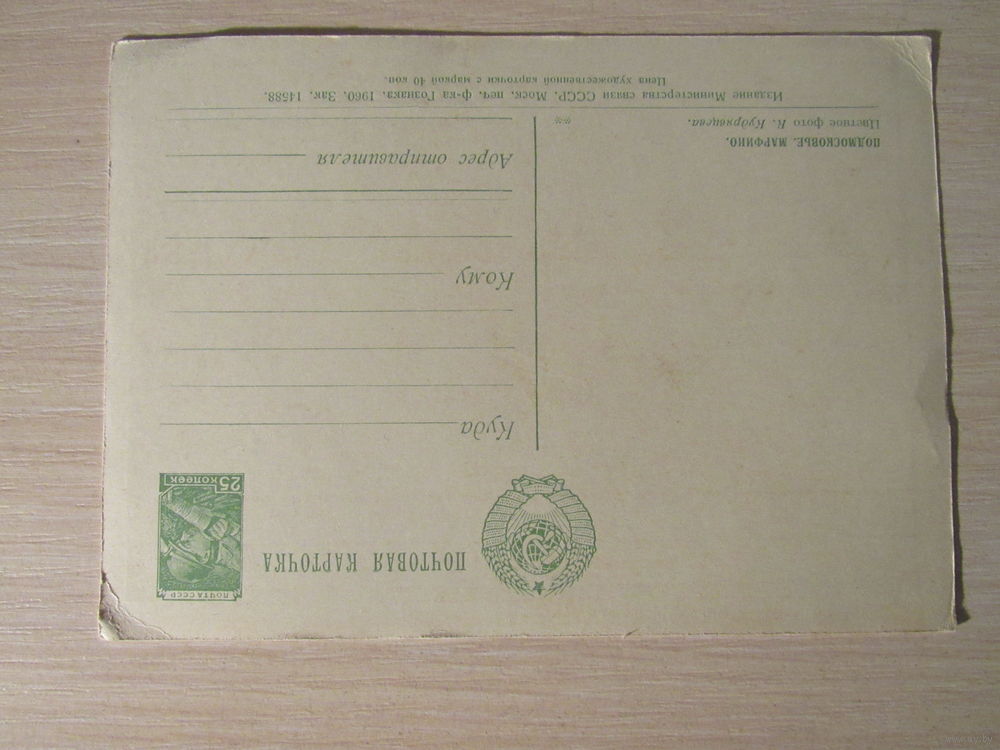 ПОЧТА СССР
25 КОПЕЕК
ПОЧТОВАЯ КАРТОЧКА
Куда
Кому
Адрес отправителя
ПОДМОСКОВЬЕ. МАРФИНО.
Цветное фото К. Кудрявцева.
Издание Министерства связи СССР. Моск. печ. ф-ка Гознака. 1960. Зак. 14588.
Цена художественной карточки с маркой 40 коп.